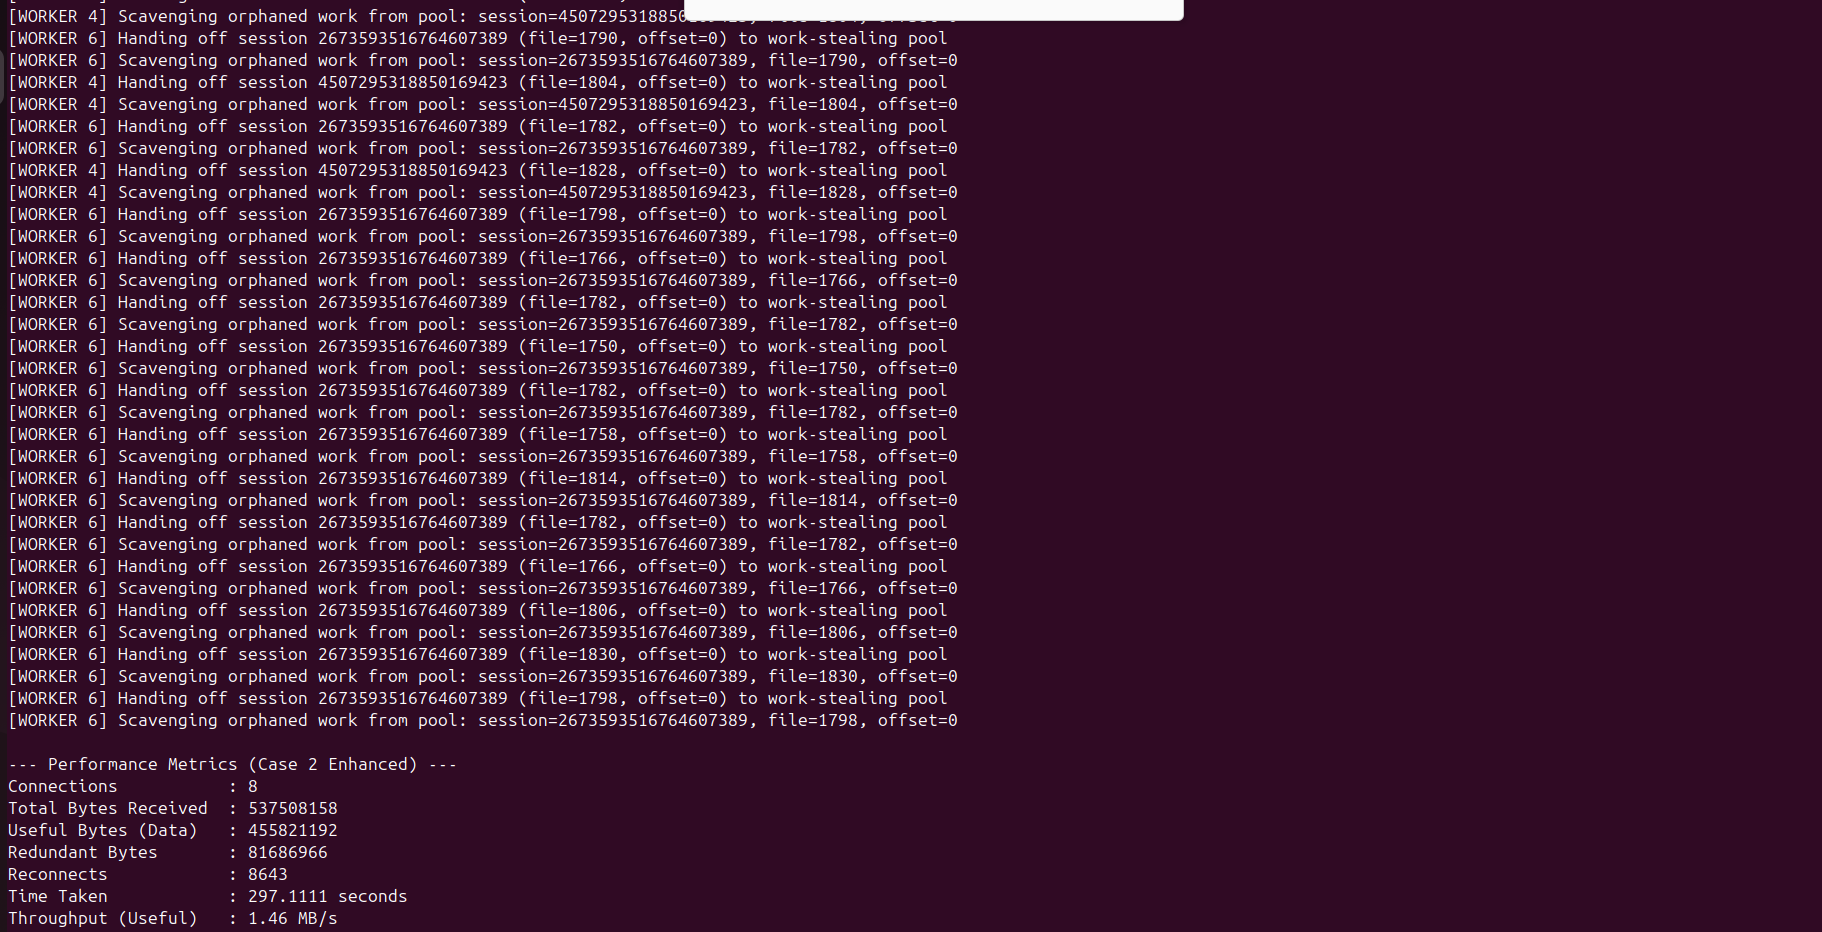 [WORKER 4] Scavenging orphaned work from pool: session=45072953188
[WORKER 6] Handing off session 2673593516764607389 (file=1790, offset=0) to work-stealing pool
[WORKER 6] Scavenging orphaned work from pool: session=2673593516764607389, file=1790, offset=0
[WORKER 4] Handing off session 4507295318850169423 (file=1804, offset=0) to work-stealing pool
[WORKER 4] Scavenging orphaned work from pool: session=4507295318850169423, file=1804, offset=0
[WORKER 6] Handing off session 2673593516764607389 (file=1782, offset=0) to work-stealing pool
[WORKER 6] Scavenging orphaned work from pool: session=2673593516764607389, file=1782, offset=0
[WORKER 4] Handing off session 4507295318850169423 (file=1828, offset=0) to work-stealing pool
[WORKER 4] Scavenging orphaned work from pool: session=4507295318850169423, file=1828, offset=0
[WORKER 6] Handing off session 2673593516764607389 (file=1798, offset=0) to work-stealing pool
[WORKER 6] Scavenging orphaned work from pool: session=2673593516764607389, file=1798, offset=0
[WORKER 6] Handing off session 2673593516764607389 (file=1766, offset=0) to work-stealing pool
[WORKER 6] Scavenging orphaned work from pool: session=2673593516764607389, file=1766, offset=0
[WORKER 6] Handing off session 2673593516764607389 (file=1782, offset=0) to work-stealing pool
[WORKER 6] Scavenging orphaned work from pool: session=2673593516764607389, file=1782, offset=0
[WORKER 6] Handing off session 2673593516764607389 (file=1750, offset=0) to work-stealing pool
[WORKER 6] Scavenging orphaned work from pool: session=2673593516764607389, file=1750, offset=0
[WORKER 6] Handing off session 2673593516764607389 (file=1782, offset=0) to work-stealing pool
[WORKER 6] Scavenging orphaned work from pool: session=2673593516764607389, file=1782, offset=0
[WORKER 6] Handing off session 2673593516764607389 (file=1758, offset=0) to work-stealing pool
[WORKER 6] Scavenging orphaned work from pool: session=2673593516764607389, file=1758, offset=0
[WORKER 6] Handing off session 2673593516764607389 (file=1814, offset=0) to work-stealing pool
[WORKER 6] Scavenging orphaned work from pool: session=2673593516764607389, file=1814, offset=0
[WORKER 6] Handing off session 2673593516764607389 (file=1782, offset=0) to work-stealing pool
[WORKER 6] Scavenging orphaned work from pool: session=2673593516764607389, file=1782, offset=0
[WORKER 6] Handing off session 2673593516764607389 (file=1766, offset=0) to work-stealing pool
[WORKER 6] Scavenging orphaned work from pool: session=2673593516764607389, file=1766, offset=0
[WORKER 6] Handing off session 2673593516764607389 (file=1806, offset=0) to work-stealing pool
[WORKER 6] Scavenging orphaned work from pool: session=2673593516764607389, file=1806, offset=0
[WORKER 6] Handing off session 2673593516764607389 (file=1830, offset=0) to work-stealing pool
[WORKER 6] Scavenging orphaned work from pool: session=2673593516764607389, file=1830, offset=0
[WORKER 6] Handing off session 2673593516764607389 (file=1798, offset=0) to work-stealing pool
[WORKER 6] Scavenging orphaned work from pool: session=2673593516764607389, file=1798, offset=0
--- Performance Metrics (Case 2 Enhanced) ---
Connections : 8
Total Bytes Received : 537508158
Useful Bytes (Data) : 455821192
Redundant Bytes : 81686966
Reconnects : 8643
Time Taken : 297.1111 seconds
Throughput (Useful) : 1.46 MB/s